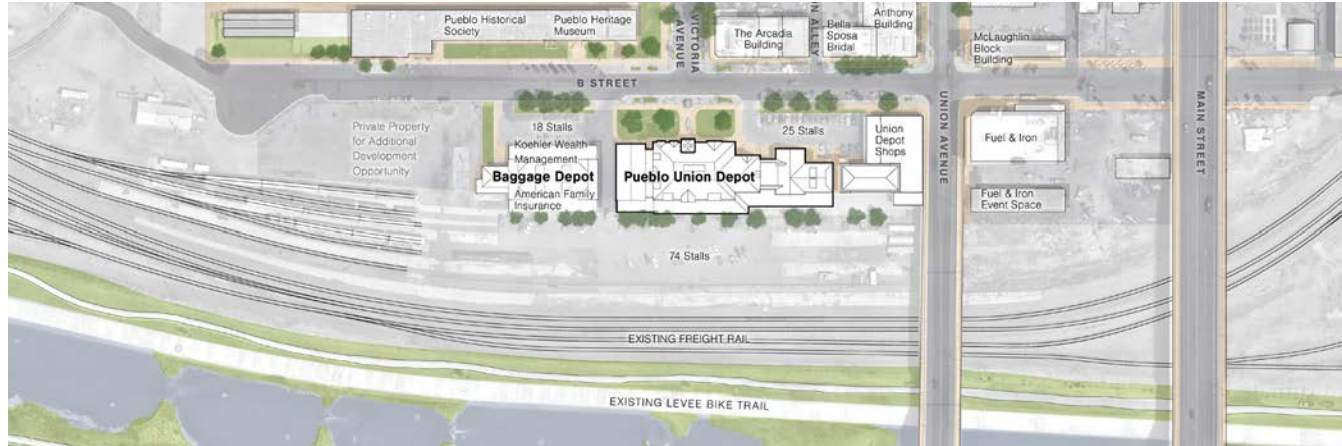 Pueblo Historical
Society
Pueblo Heritage
Museum
VICTORIA
AVENUE
The Arcadia
Building
ALLEY
Bella
Sposa
Bridal
Anthony
Building
McLaughlin
Block
Building
B STREET
UNION AVENUE
MAIN STREET
Private Property
for Additional
Development
Opportunity
18 Stalls
Koehler Wealth
Management
Baggage Depot
American Family
Insurance
Pueblo Union Depot
25 Stalls
Union
Depot
Shops
Fuel & Iron
Fuel & Iron
Event Space
74 Stalls
EXISTING FREIGHT RAIL
EXISTING LEVEE BIKE TRAIL